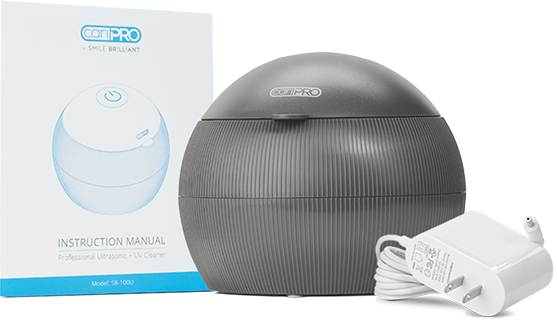 cariPRO
+ SMILE BRILLIANT
INSTRUCTION MANUAL
Professional Ultrasonic + UV Cleaner
Model: SB-100U
cariPRO